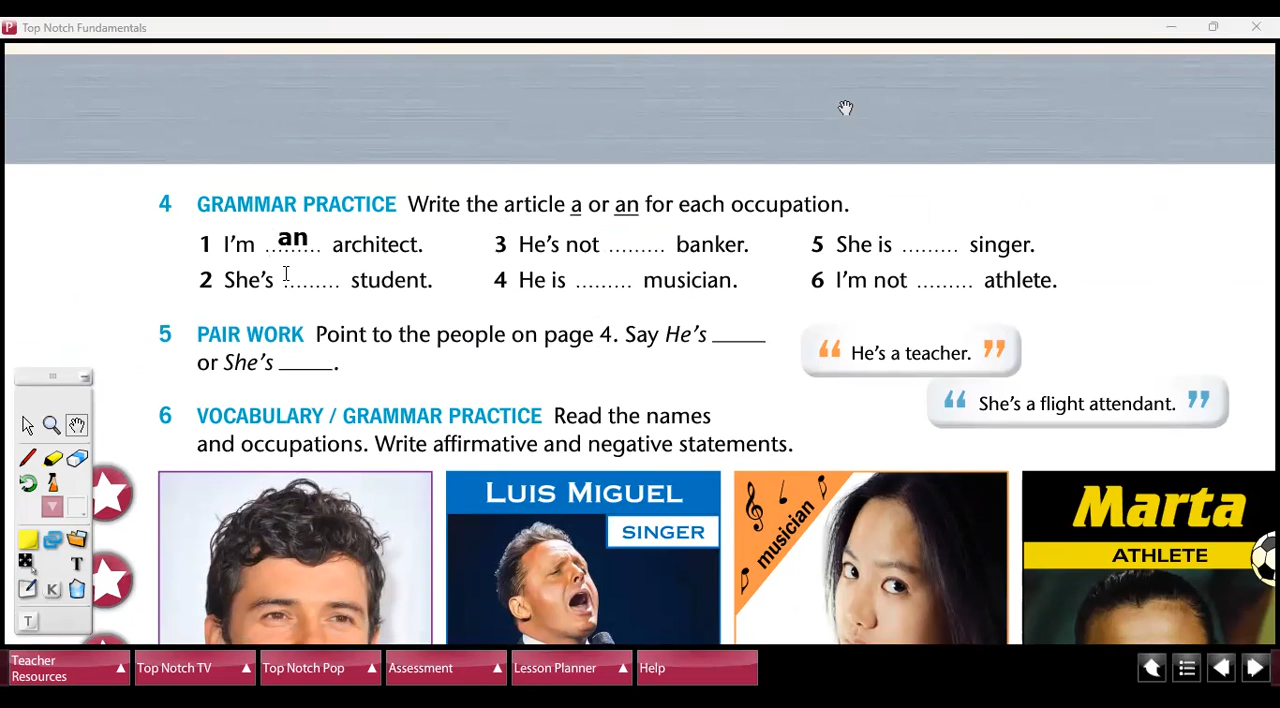 Top Notch Fundamentals
4 GRAMMAR PRACTICE Write the article a or an for each occupation.
1 I'm ...an... architect.
2 She's ......... student.
3 He's not ......... banker.
4 He is ......... musician.
5 She is ......... singer.
6 I'm not ......... athlete.
5 PAIR WORK Point to the people on page 4. Say He's _____
or She's _____.
“ He's a teacher. ”
“ She's a flight attendant. ”
6 VOCABULARY / GRAMMAR PRACTICE Read the names
and occupations. Write affirmative and negative statements.
LUIS MIGUEL
SINGER
musician
Marta
ATHLETE
T
K
T
Teacher
Resources
Top Notch TV
Top Notch Pop
Assessment
Lesson Planner
Help